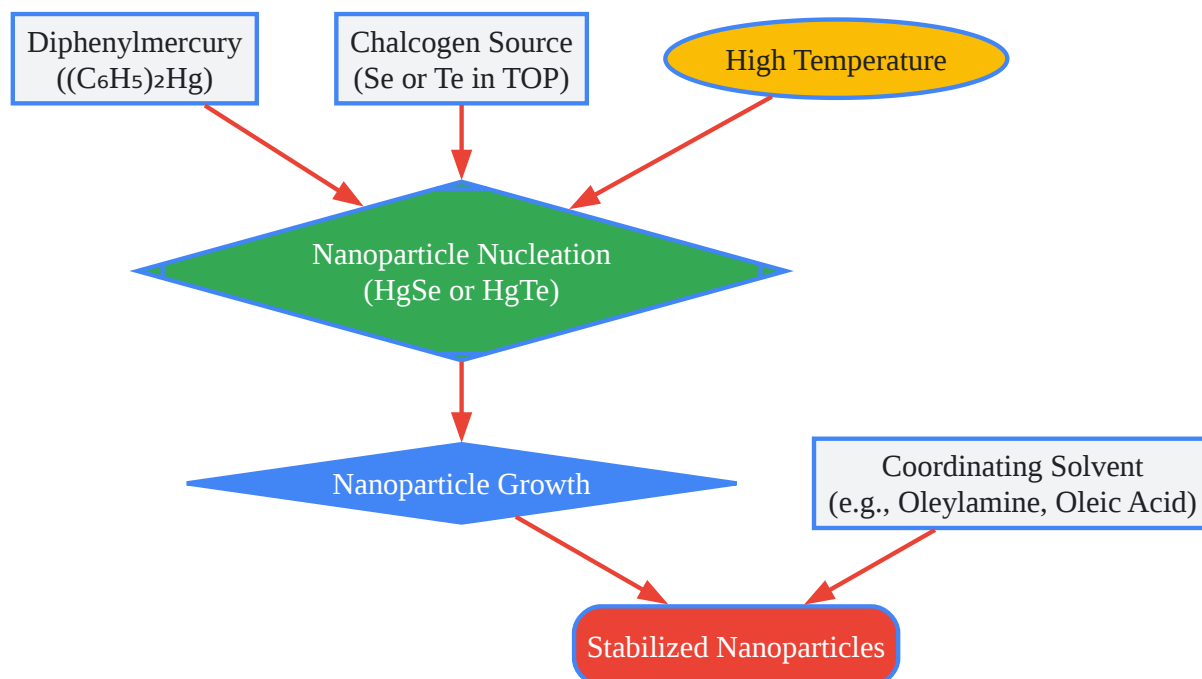 Diphenylmercury
((C₆H₅)₂Hg)
Chalcogen Source
(Se or Te in TOP)
High Temperature
Nanoparticle Nucleation
(HgSe or HgTe)
Nanoparticle Growth
Coordinating Solvent
(e.g., Oleylamine, Oleic Acid)
Stabilized Nanoparticles